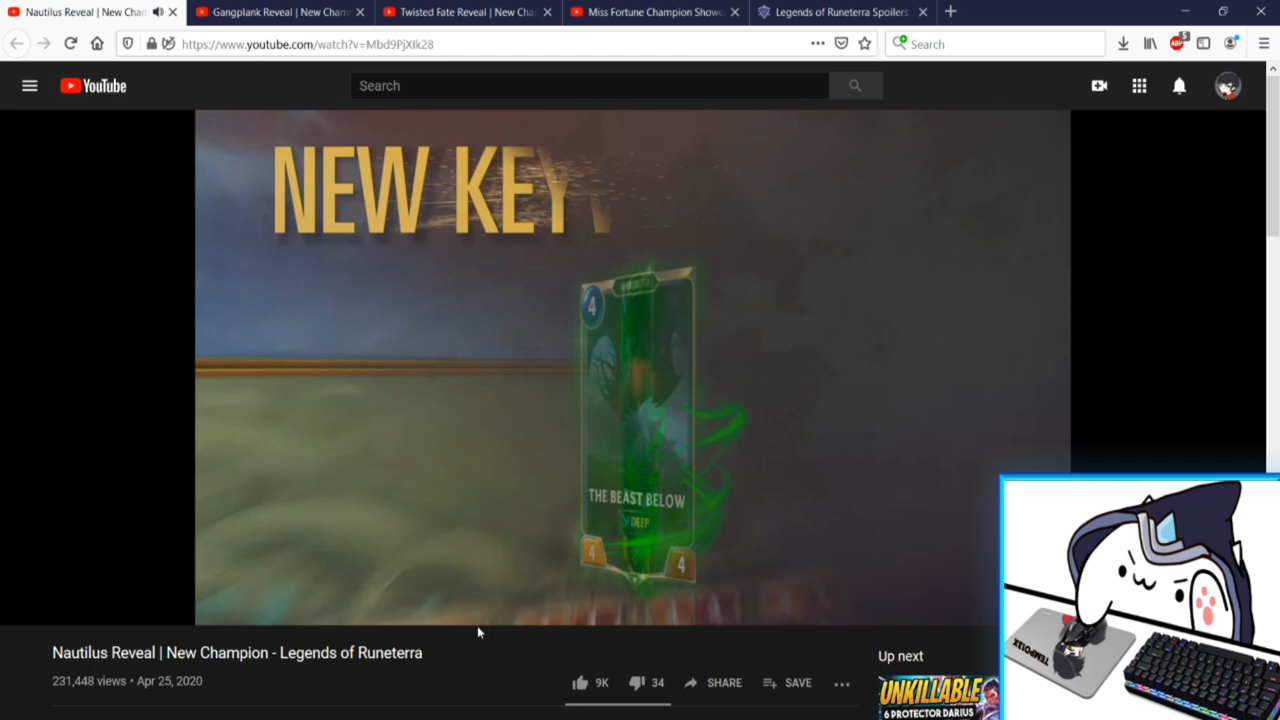 Nautilus Reveal | New Cham
Gangplank Reveal | New Cham
Twisted Fate Reveal | New Cha
Miss Fortune Champion Showc
Legends of Runeterra Spoilers:
https://www.youtube.com/watch?v=Mbd9PjXIk28
Search
ABP
5
YouTube
Search
NEW KEY
4
THE BEAST BELOW
DEEP
4
4
Nautilus Reveal | New Champion - Legends of Runeterra
231,448 views • Apr 25, 2020
9K
34
SHARE
SAVE
Up next
UNKILLABLE
6 PROTECTOR DARIUS
TEMPO13X